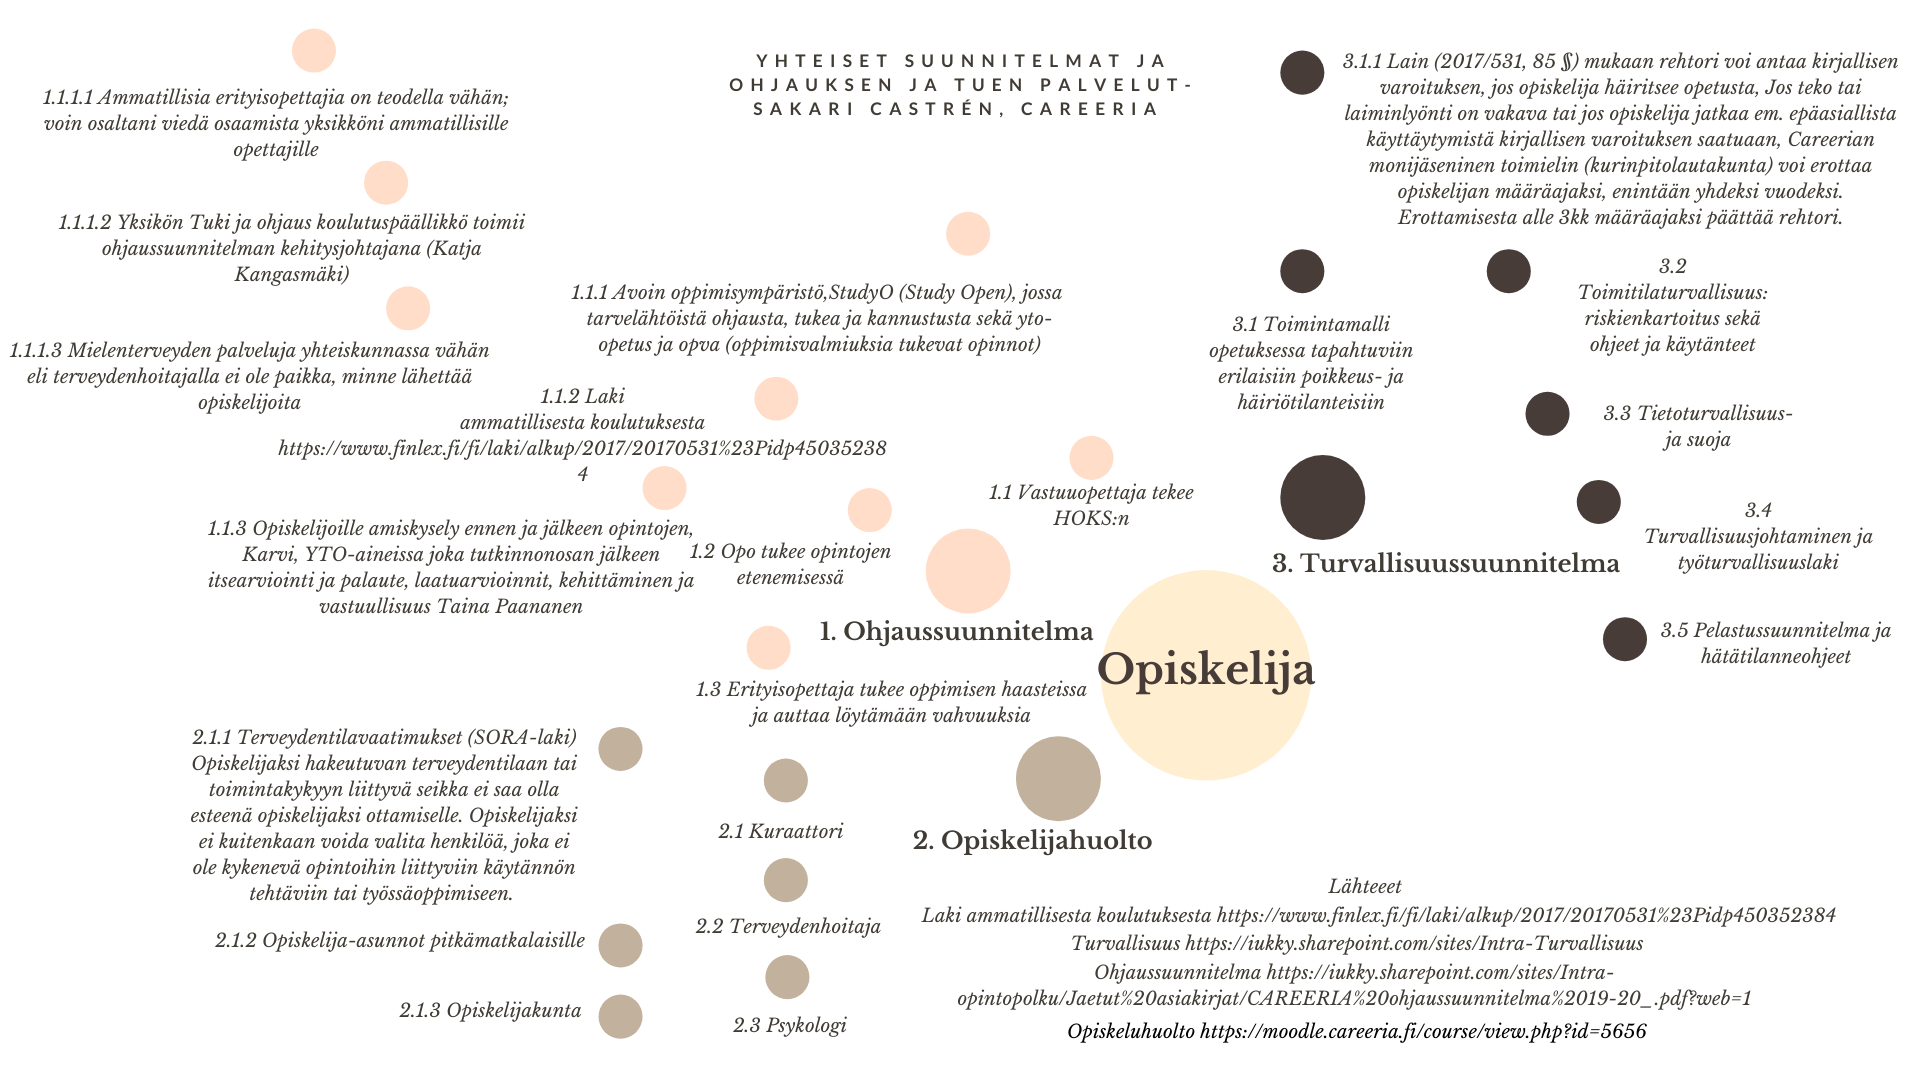 YHTEISET SUUNNITELMAT JA
OHJAUKSEN JA TUEN PALVELUT-
SAKARI CASTRÉN, CAREERIA
1.1.1.1 Ammatillisia erityisopettajia on teodella vähän;
voin osaltani viedä osaamista yksikköni ammatillisille
opettajille
1.1.1.2 Yksikön Tuki ja ohjaus koulutuspäällikkö toimii
ohjaussuunnitelman kehitysjohtajana (Katja
Kangasmäki)
1.1.1.3 Mielenterveyden palveluja yhteiskunnassa vähän
eli terveydenhoitajalla ei ole paikka, minne lähettää
opiskelijoita
1.1.1 Avoin oppimisympäristö,StudyO (Study Open), jossa
tarvelähtöistä ohjausta, tukea ja kannustusta sekä yto-
opetus ja opva (oppimisvalmiuksia tukevat opinnot)
1.1.2 Laki
ammatillisesta koulutuksesta
https://www.finlex.fi/fi/laki/alkup/2017/20170531%23Pidp45035238
4
1.1.3 Opiskelijoille amiskysely ennen ja jälkeen opintojen,
Karvi, YTO-aineissa joka tutkinnonosan jälkeen
itsearviointi ja palaute, laatuarvioinnit, kehittäminen ja
vastuullisuus Taina Paananen
1.1 Vastuuopettaja tekee
HOKS:n
1.2 Opo tukee opintojen
etenemisessä
1. Ohjaussuunnitelma
1.3 Erityisopettaja tukee oppimisen haasteissa
ja auttaa löytämään vahvuuksia
Opiskelija
3.1.1 Lain (2017/531, 85 §) mukaan rehtori voi antaa kirjallisen
varoituksen, jos opiskelija häiritsee opetusta, Jos teko tai
laiminlyönti on vakava tai jos opiskelija jatkaa em. epäasiallista
käyttäytymistä kirjallisen varoituksen saatuaan, Careerian
monijäseninen toimielin (kurinpitolautakunta) voi erottaa
opiskelijan määräajaksi, enintään yhdeksi vuodeksi.
Erottamisesta alle 3kk määräajaksi päättää rehtori.
3.1 Toimintamalli
opetuksessa tapahtuviin
erilaisiin poikkeus- ja
häiriötilanteisiin
3.2
Toimitilaturvallisuus:
riskienkartoitus sekä
ohjeet ja käytänteet
3.3 Tietoturvallisuus-
ja suoja
3.4
Turvallisuusjohtaminen ja
työturvallisuuslaki
3. Turvallisuussuunnitelma
3.5 Pelastussuunnitelma ja
hätätilanneohjeet
2.1.1 Terveydentilavaatimukset (SORA-laki)
Opiskelijaksi hakeutuvan terveydentilaan tai
toimintakykyyn liittyvä seikka ei saa olla
esteenä opiskelijaksi ottamiselle. Opiskelijaksi
ei kuitenkaan voida valita henkilöä, joka ei
ole kykenevä opintoihin liittyviin käytännön
tehtäviin tai työssäoppimiseen.
2.1.2 Opiskelija-asunnot pitkämatkalaisille
2.1.3 Opiskelijakunta
2.1 Kuraattori
2.2 Terveydenhoitaja
2.3 Psykologi
2. Opiskelijahuolto
Lähteeet
Laki ammatillisesta koulutuksesta https://www.finlex.fi/fi/laki/alkup/2017/20170531%23Pidp450352384
Turvallisuus https://iukky.sharepoint.com/sites/Intra-Turvallisuus
Ohjaussuunnitelma https://iukky.sharepoint.com/sites/Intra-
opintopolku/Jaetut%20asiakirjat/CAREERIA%20ohjaussuunnitelma%2019-20_.pdf?web=1
Opiskeluhuolto https://moodle.careeria.fi/course/view.php?id=5656